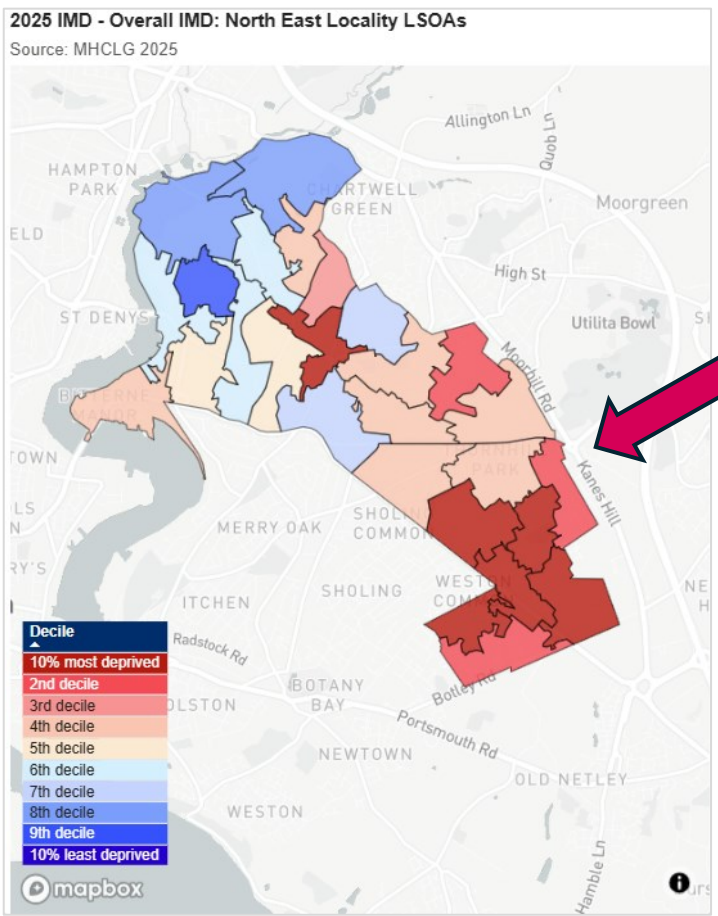 2025 IMD - Overall IMD: North East Locality LSOAs
Source: MHCLG 2025
Allington Ln
Quob Ln
HAMPTON
PARK
CHARTWELL
GREEN
Moorgreen
High St
ST DENYS
Utilita Bowl
Moorhill Rd
BITTERNE
MANOR
THORNHILL
PARK
Kanes Hill
SHOLING
COMMON
MERRY OAK
SHOLING
WESTON
COMMON
ITCHEN
Radstock Rd
BOTANY
BAY
Botley Rd
Portsmouth Rd
NEWTOWN
OLD NETLEY
WESTON
Hamble Ln
Decile
10% most deprived
2nd decile
3rd decile
4th decile
5th decile
6th decile
7th decile
8th decile
9th decile
10% least deprived
mapbox